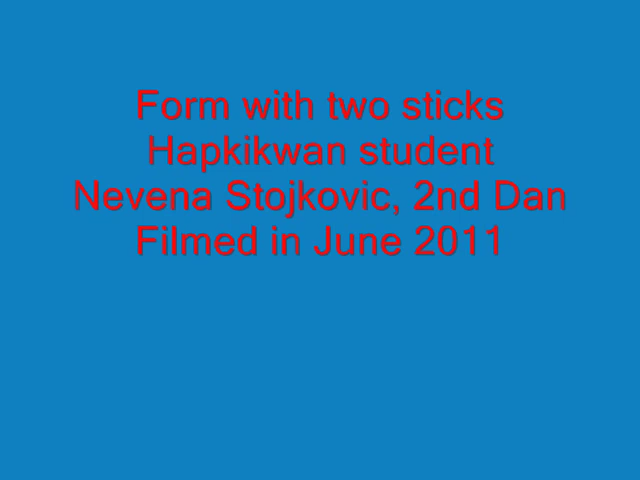 Form with two sticks
Hapkikwan student
Nevena Stojkovic, 2nd Dan
Filmed in June 2011